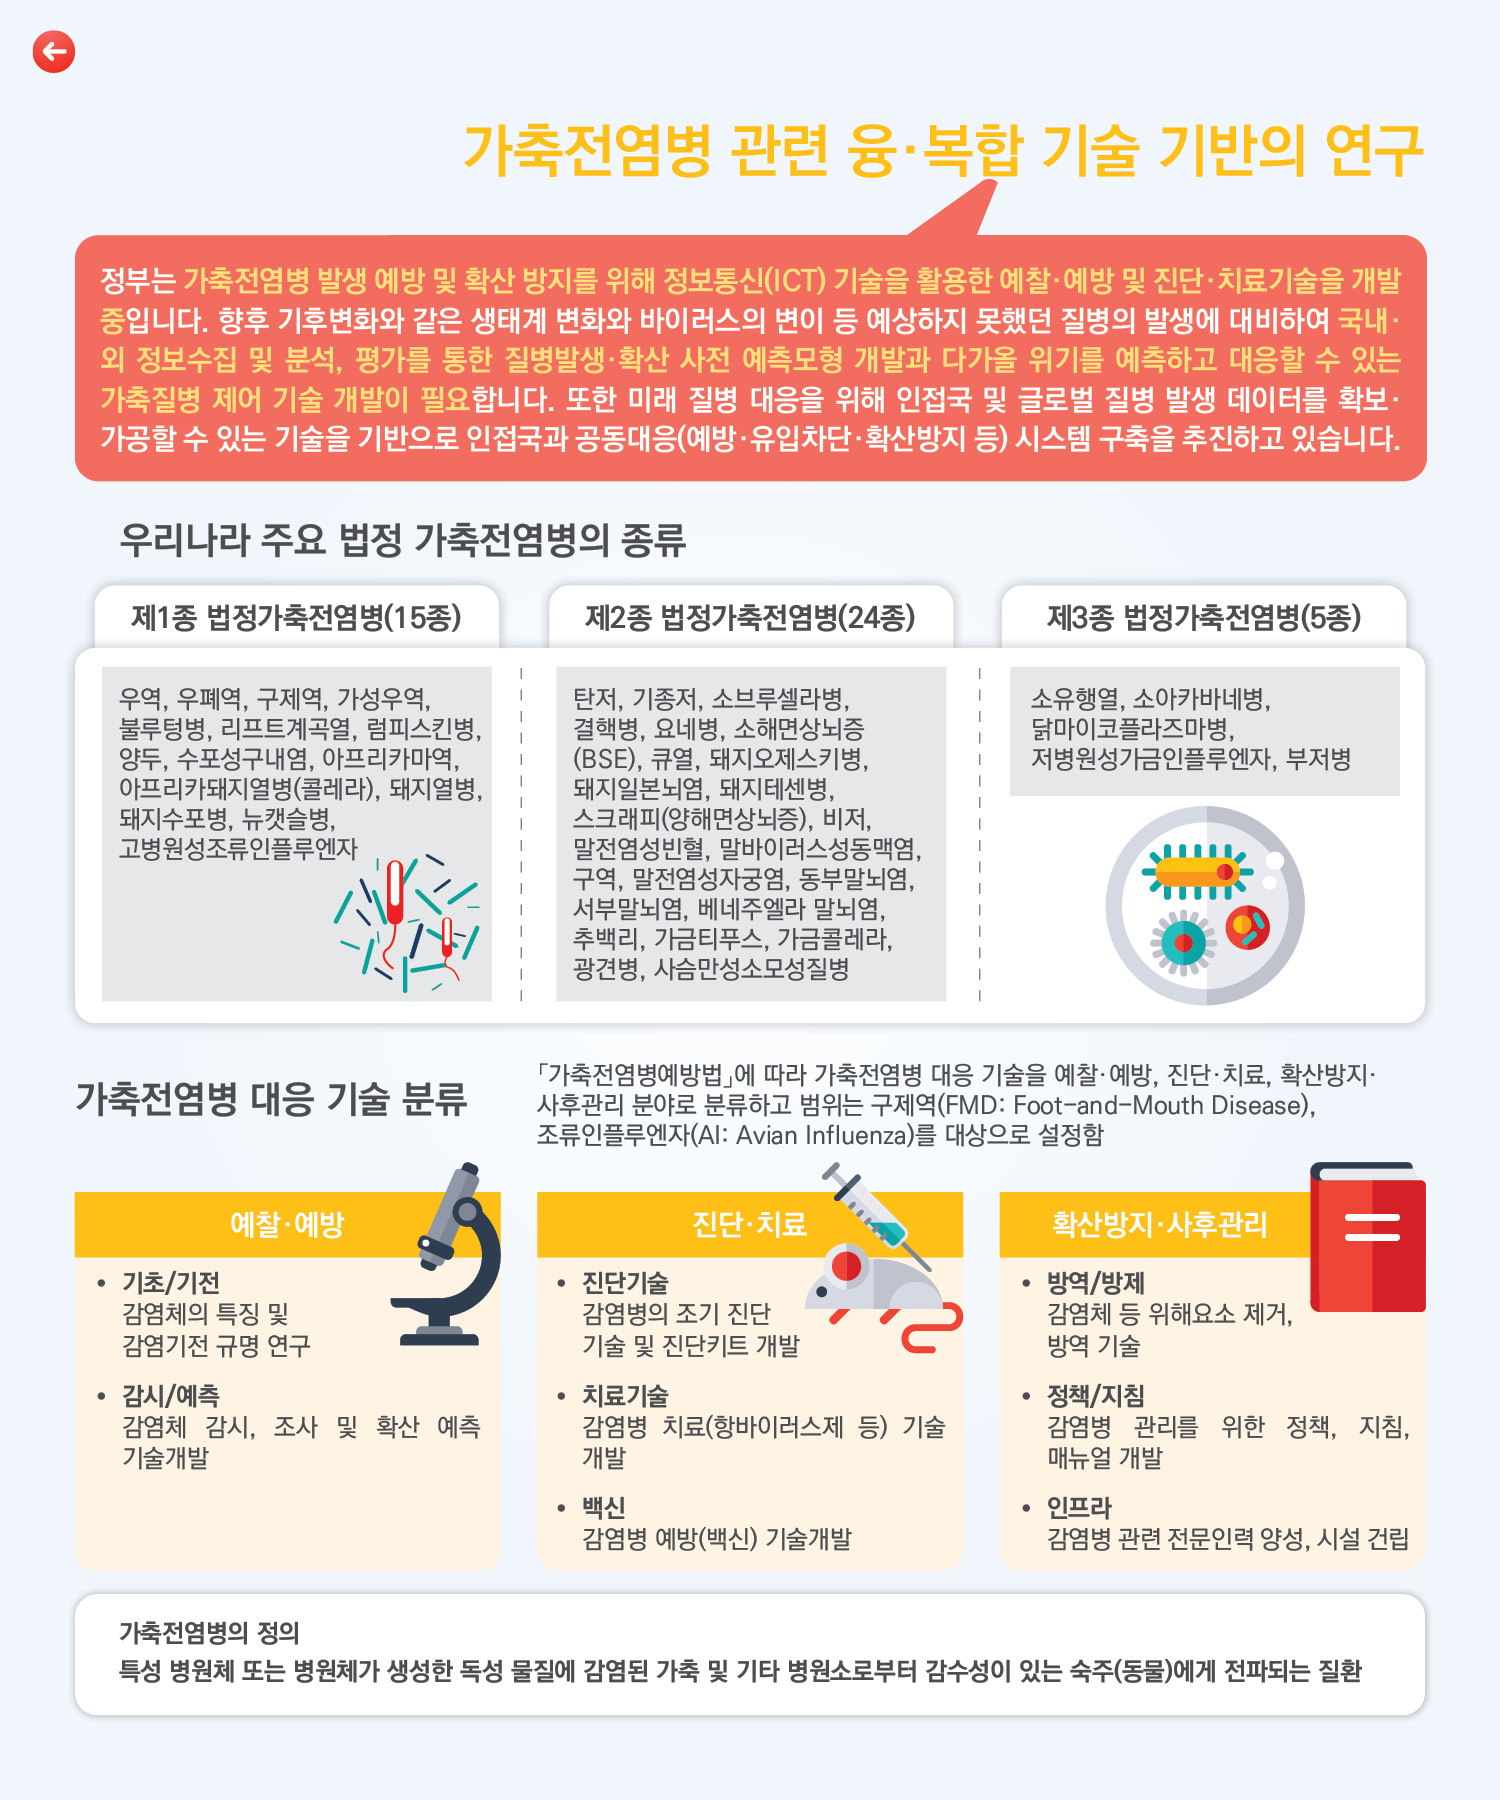 가축전염병 관련 융·복합 기술 기반의 연구
정부는 가축전염병 발생 예방 및 확산 방지를 위해 정보통신(ICT) 기술을 활용한 예찰·예방 및 진단·치료기술을 개발
중입니다. 향후 기후변화와 같은 생태계 변화와 바이러스의 변이 등 예상하지 못했던 질병의 발생에 대비하여 국내·
외 정보수집 및 분석, 평가를 통한 질병발생·확산 사전 예측모형 개발과 다가올 위기를 예측하고 대응할 수 있는
가축질병 제어 기술 개발이 필요합니다. 또한 미래 질병 대응을 위해 인접국 및 글로벌 질병 발생 데이터를 확보·
가공할 수 있는 기술을 기반으로 인접국과 공동대응(예방·유입차단·확산방지 등) 시스템 구축을 추진하고 있습니다.
우리나라 주요 법정 가축전염병의 종류
제1종 법정가축전염병(15종)
우역, 우폐역, 구제역, 가성우역,
불루텅병, 리프트계곡열, 럼피스킨병,
양두, 수포성구내염, 아프리카마역,
아프리카돼지열병(콜레라), 돼지열병,
돼지수포병, 뉴캣슬병,
고병원성조류인플루엔자
제2종 법정가축전염병(24종)
탄저, 기종저, 소브루셀라병,
결핵병, 요네병, 소해면상뇌증
(BSE), 큐열, 돼지오제스키병,
돼지일본뇌염, 돼지테센병,
스크래피(양해면상뇌증), 비저,
말전염성빈혈, 말바이러스성동맥염,
구역, 말전염성자궁염, 동부말뇌염,
서부말뇌염, 베네주엘라 말뇌염,
추백리, 가금티푸스, 가금콜레라,
광견병, 사슴만성소모성질병
제3종 법정가축전염병(5종)
소유행열, 소아카바네병,
닭마이코플라즈마병,
저병원성가금인플루엔자, 부저병
가축전염병 대응 기술 분류
「가축전염병예방법」에 따라 가축전염병 대응 기술을 예찰·예방, 진단·치료, 확산방지·
사후관리 분야로 분류하고 범위는 구제역(FMD: Foot-and-Mouth Disease),
조류인플루엔자(AI: Avian Influenza)를 대상으로 설정함
예찰·예방
• 기초/기전
감염체의 특징 및
감염기전 규명 연구
• 감시/예측
감염체 감시, 조사 및 확산 예측
기술개발
진단·치료
• 진단기술
감염병의 조기 진단
기술 및 진단키트 개발
• 치료기술
감염병 치료(항바이러스제 등) 기술
개발
• 백신
감염병 예방(백신) 기술개발
확산방지·사후관리
• 방역/방제
감염체 등 위해요소 제거,
방역 기술
• 정책/지침
감염병 관리를 위한 정책, 지침,
매뉴얼 개발
• 인프라
감염병 관련 전문인력 양성, 시설 건립
가축전염병의 정의
특성 병원체 또는 병원체가 생성한 독성 물질에 감염된 가축 및 기타 병원소로부터 감수성이 있는 숙주(동물)에게 전파되는 질환